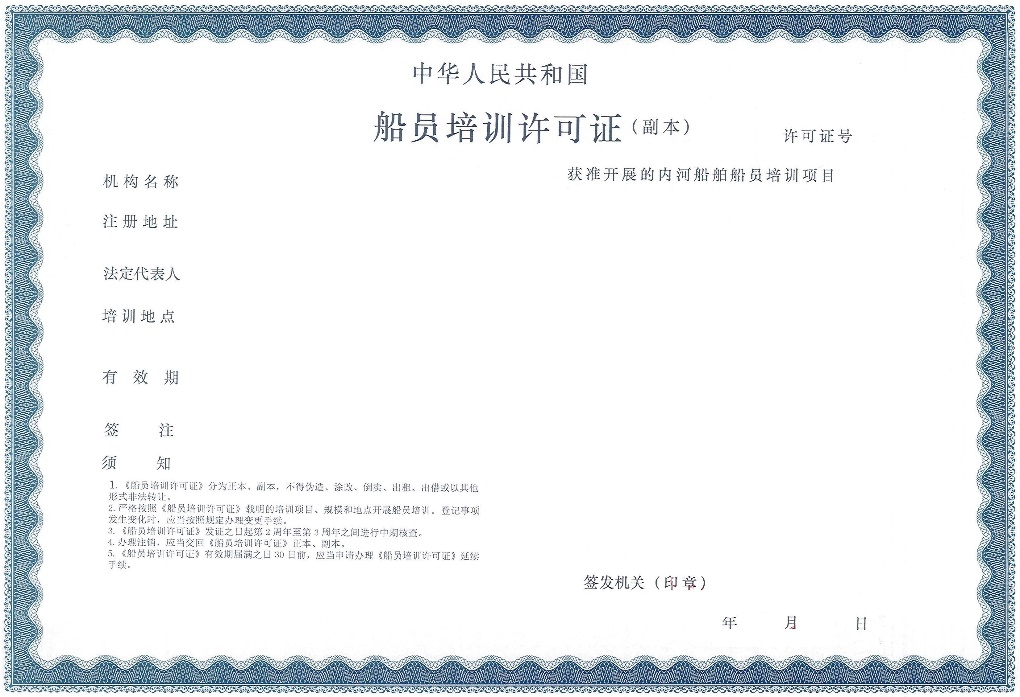 中华人民共和国
船员培训许可证（副本）
许可证号
获准开展的内河船舶船员培训项目
机构名称
注册地址
法定代表人
培训地点
有效期
签注
须知
1.《船员培训许可证》分为正本、副本，不得伪造、涂改、倒卖、出租、出借或以其他
形式非法转让。
2.严格按照《船员培训许可证》载明的培训项目、规模和地点开展船员培训。登记事项
发生变化时，应当按照规定办理变更手续。
3.《船员培训许可证》发证之日起第2周年至第3周年之间进行中期核查。
4.办理注销，应当交回《船员培训许可证》正本、副本。
5.《船员培训许可证》有效期届满之日30日前，应当申请办理《船员培训许可证》延续
手续。
签发机关（印章）
年 月 日